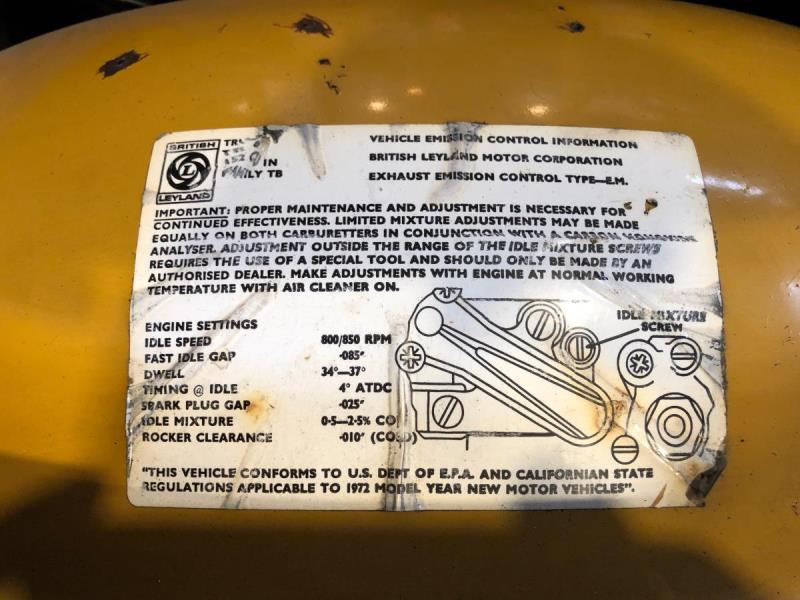 BRITISH
LEYLAND
L
IN
TB
VEHICLE EMISSION CONTROL INFORMATION
BRITISH LEYLAND MOTOR CORPORATION
EXHAUST EMISSION CONTROL TYPE—E.M.
IMPORTANT: PROPER MAINTENANCE AND ADJUSTMENT IS NECESSARY FOR
CONTINUED EFFECTIVENESS. LIMITED MIXTURE ADJUSTMENTS MAY BE MADE
EQUALLY ON BOTH CARBURETTERS IN CONJUNCTION WITH A CARBON MONOXIDE
ANALYSER. ADJUSTMENT OUTSIDE THE RANGE OF THE IDLE MIXTURE SCREWS
REQUIRES THE USE OF A SPECIAL TOOL AND SHOULD ONLY BE MADE BY AN
AUTHORISED DEALER. MAKE ADJUSTMENTS WITH ENGINE AT NORMAL WORKING
TEMPERATURE WITH AIR CLEANER ON.
ENGINE SETTINGS
IDLE SPEED 800/850 RPM
FAST IDLE GAP ·085"
DWELL 34°—37°
TIMING @ IDLE 4° ATDC
SPARK PLUG GAP ·025"
IDLE MIXTURE 0·5—2·5% CO
ROCKER CLEARANCE ·010" (COLD)
IDLE MIXTURE
SCREW
"THIS VEHICLE CONFORMS TO U.S. DEPT OF E.P.A. AND CALIFORNIAN STATE
REGULATIONS APPLICABLE TO 1972 MODEL YEAR NEW MOTOR VEHICLES".